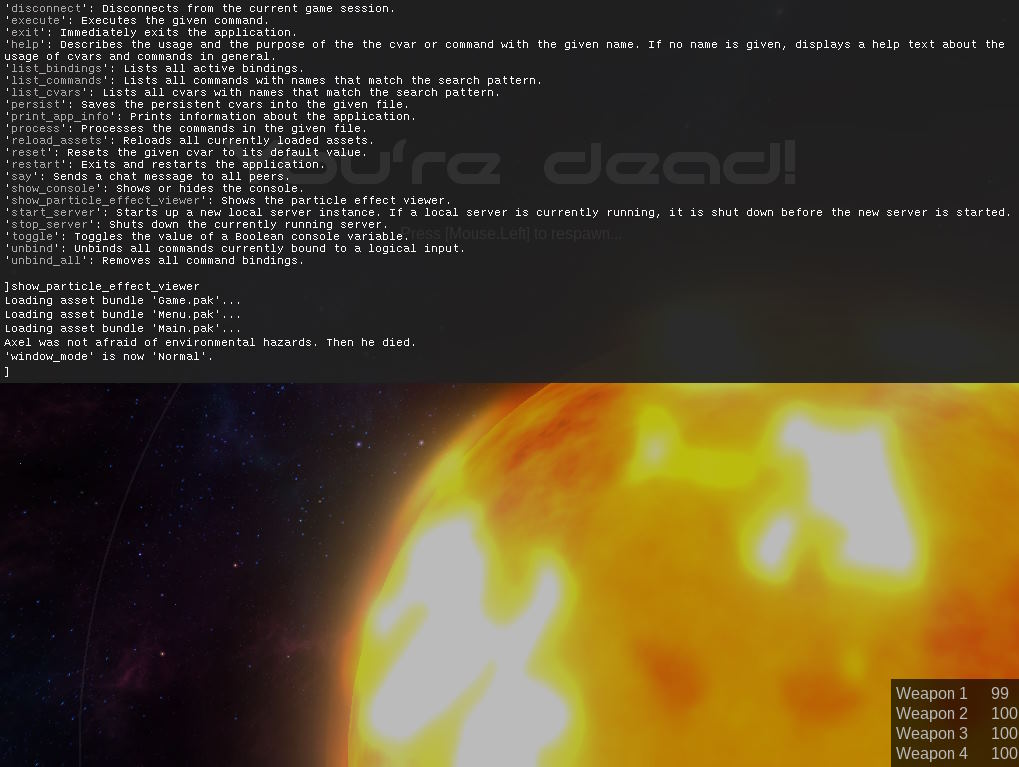 'disconnect': Disconnects from the current game session.
'execute': Executes the given command.
'exit': Immediately exits the application.
'help': Describes the usage and the purpose of the the cvar or command with the given name. If no name is given, displays a help text about the
usage of cvars and commands in general.
'list_bindings': Lists all active bindings.
'list_commands': Lists all commands with names that match the search pattern.
'list_cvars': Lists all cvars with names that match the search pattern.
'persist': Saves the persistent cvars into the given file.
'print_app_info': Prints information about the application.
'process': Processes the commands in the given file.
'reload_assets': Reloads all currently loaded assets.
'reset': Resets the given cvar to its default value.
'restart': Exits and restarts the application.
'say': Sends a chat message to all peers.
'show_console': Shows or hides the console.
'show_particle_effect_viewer': Shows the particle effect viewer.
'start_server': Starts up a new local server instance. If a local server is currently running, it is shut down before the new server is started.
'stop_server': Shuts down the currently running server.
'toggle': Toggles the value of a Boolean console variable.
'unbind': Unbinds all commands currently bound to a logical input.
'unbind_all': Removes all command bindings.
You're dead!
Press [Mouse.Left] to respawn...
]show_particle_effect_viewer
Loading asset bundle 'Game.pak'...
Loading asset bundle 'Menu.pak'...
Loading asset bundle 'Main.pak'...
Axel was not afraid of environmental hazards. Then he died.
'window_mode' is now 'Normal'.
]
Weapon 1 99
Weapon 2 100
Weapon 3 100
Weapon 4 100